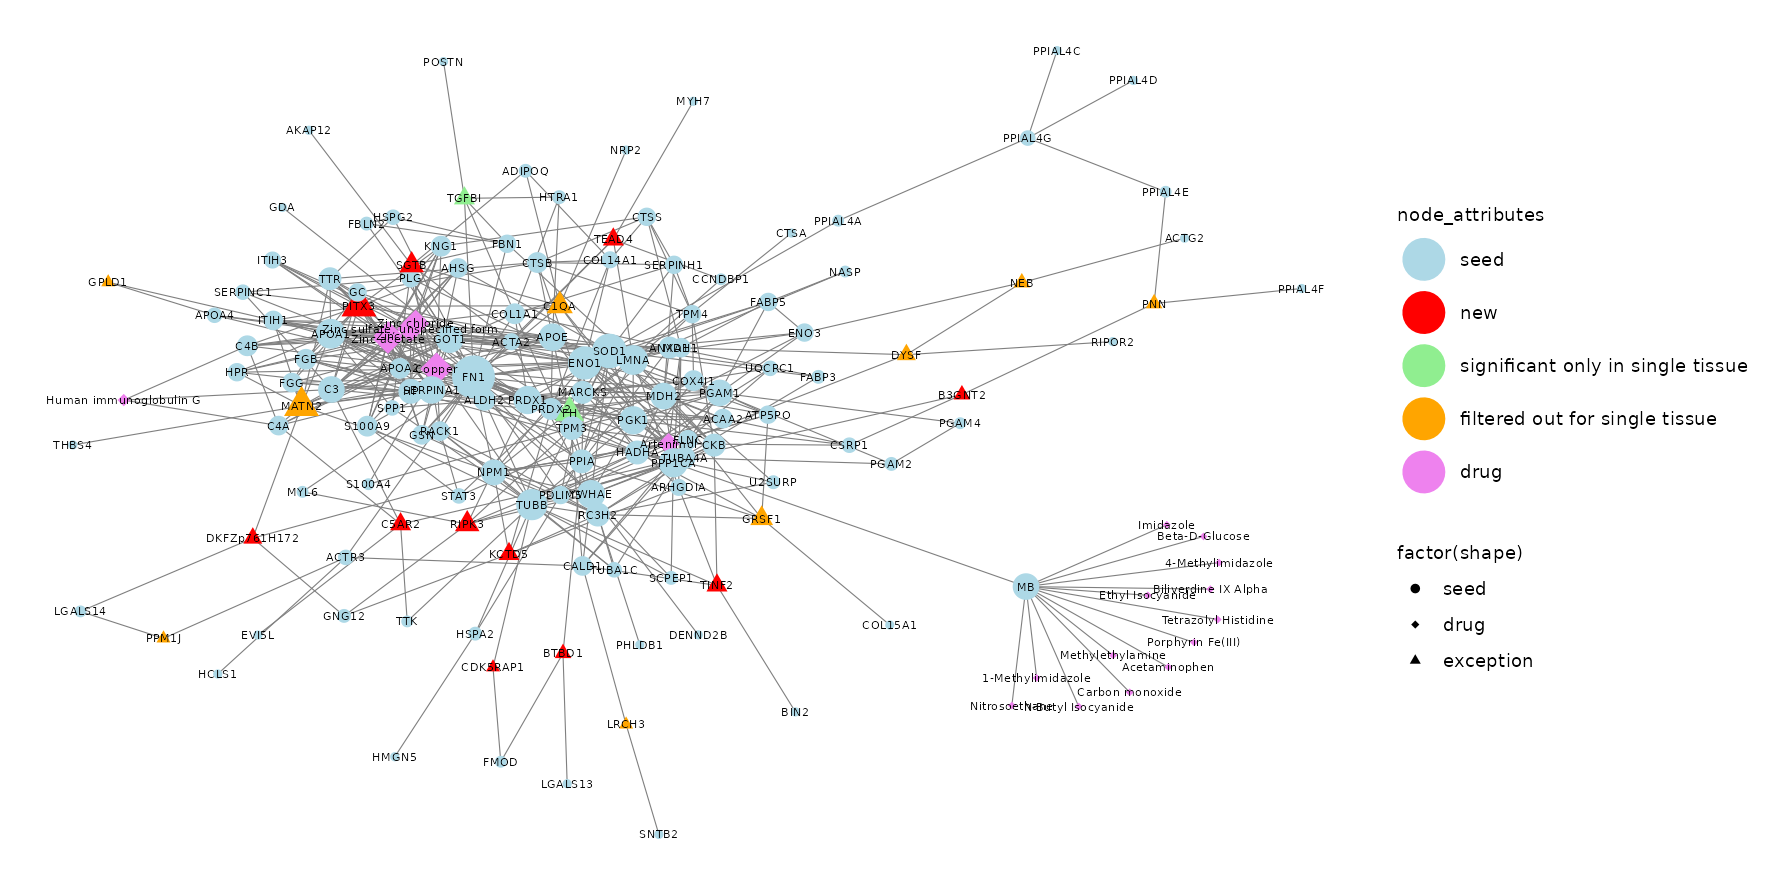 PPIAL4C
POSTN
PPIAL4D
MYH7
AKAP12
PPIAL4G
NRP2
ADIPOQ
PPIAL4E
TGFBI
HTRA1
GDA
HSPG2
CTSS
PPIAL4A
FBLN2
CTSA
ACTG2
TEAD4
KNG1
FBN1
ITIH3
COL14A1
SGTB
CTSB
SERPINH1
AHSG
NASP
TTR
PLG
CCNDBP1
GPLD1
NEB
PPIAL4F
SERPINC1
GC
FABP5
PNN
PITX3
C1QA
APOA4
COL1A1
TPM4
ITIH1
Zinc chloride
Zinc sulfate, unspecified form
APOA1
ENO3
Zinc acetate
GOT1
ACTA2
APOE
RIPOR2
C4B
SOD1
MDH1
DYSF
FGB
LMNA
ENO1
HPR
APOA2
Copper
UQCRC1
FN1
FABP3
FGG
COX4I1
C3
HP
SERPINA1
MARCKS
PGAM1
B3GNT2
MDH2
Human immunoglobulin G
ALDH2
PRDX1
MATN2
SPP1
PRDX2
FH
ATP5PO
C4A
S100A9
PGK1
ACAA2
PGAM4
RACK1
GSN
TPM3
THBS4
Artenimol
FLNC
CKB
CSRP1
HADHA
TUBA4A
PPIA
PPP1CA
PGAM2
NPM1
S100A4
U2SURP
MYL6
STAT3
PDLIM5
YWHAE
ARHGDIA
TUBB
RC3H2
GRSF1
C5AR2
RIPK3
Imidazole
DKFZp761H172
Beta-D-Glucose
KCTD5
ACTR3
4-Methylimidazole
CALD1
TUBA1C
SCPEP1
TINF2
MB
Biliverdine IX Alpha
Ethyl Isocyanide
LGALS14
GNG12
TTK
Tetrazolyl Histidine
COL15A1
PPM1J
EVI5L
HSPA2
DENND2B
PHLDB1
Porphyrin Fe(III)
BTBD1
Methylethylamine
CDK5RAP1
Acetaminophen
HCLS1
1-Methylimidazole
Carbon monoxide
Nitrosoethane
N-Butyl Isocyanide
BIN2
LRCH3
HMGN5
FMOD
LGALS13
SNTB2
node_attributes
seed
new
significant only in single tissue
filtered out for single tissue
drug
factor(shape)
seed
drug
exception